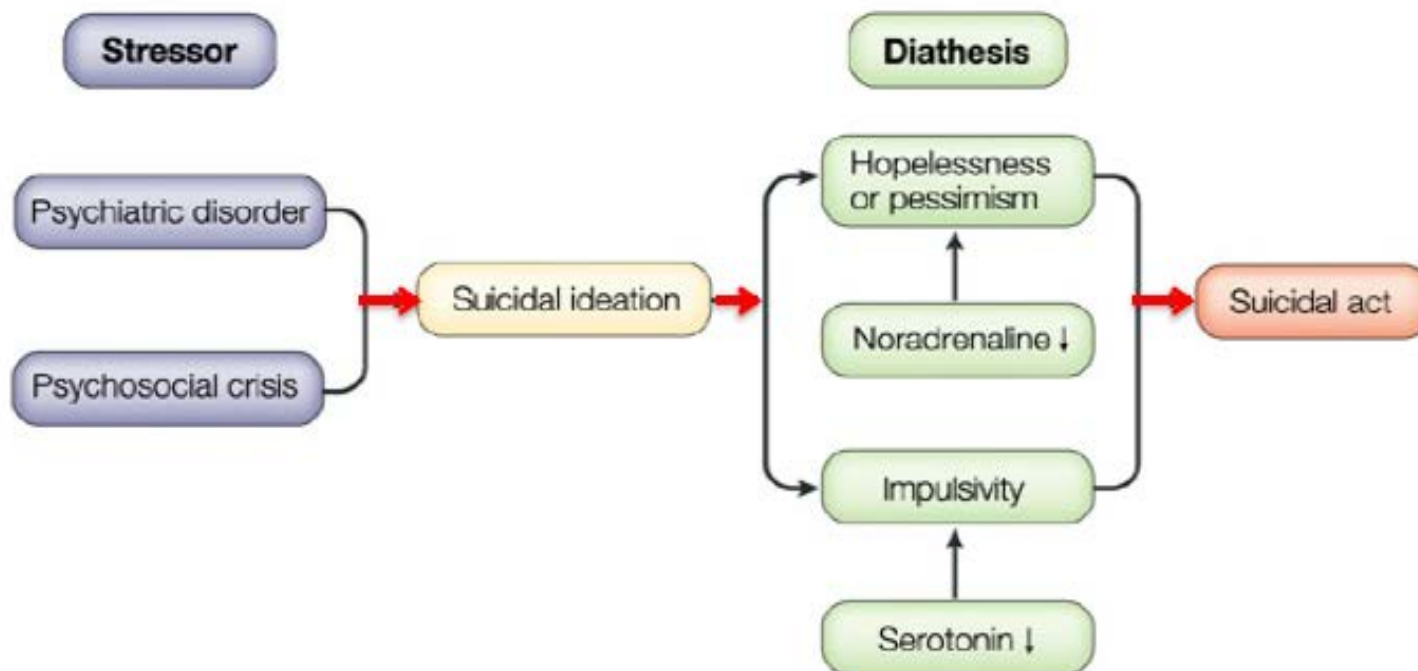 Stressor
Diathesis
Psychiatric disorder
Psychosocial crisis
Suicidal ideation
Hopelessness
or pessimism
Noradrenaline ↓
Impulsivity
Serotonin ↓
Suicidal act